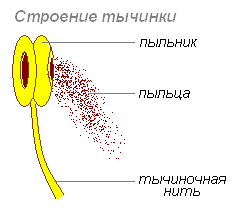 Строение тычинки
пыльник
пыльца
тычиночная
нить